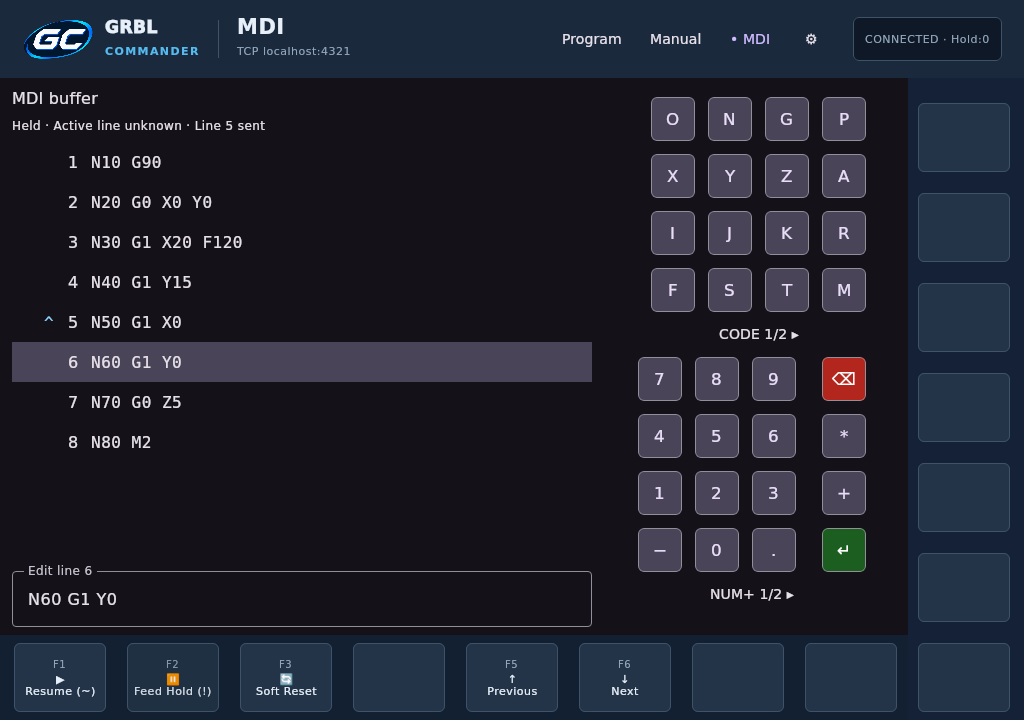 GC
GRBL
COMMANDER
MDI
TCP localhost:4321
Program
Manual
• MDI
⚙
CONNECTED · Hold:0
MDI buffer
Held · Active line unknown · Line 5 sent
1 N10 G90
2 N20 G0 X0 Y0
3 N30 G1 X20 F120
4 N40 G1 Y15
^ 5 N50 G1 X0
6 N60 G1 Y0
7 N70 G0 Z5
8 N80 M2
Edit line 6
N60 G1 Y0
O N G P
X Y Z A
I J K R
F S T M
CODE 1/2 ▸
7 8 9 ⌫
4 5 6 *
1 2 3 +
− 0 . ↵
NUM+ 1/2 ▸
F1
▶
Resume (~)
F2
⏸
Feed Hold (!)
F3
🔄
Soft Reset
F5
↑
Previous
F6
↓
Next